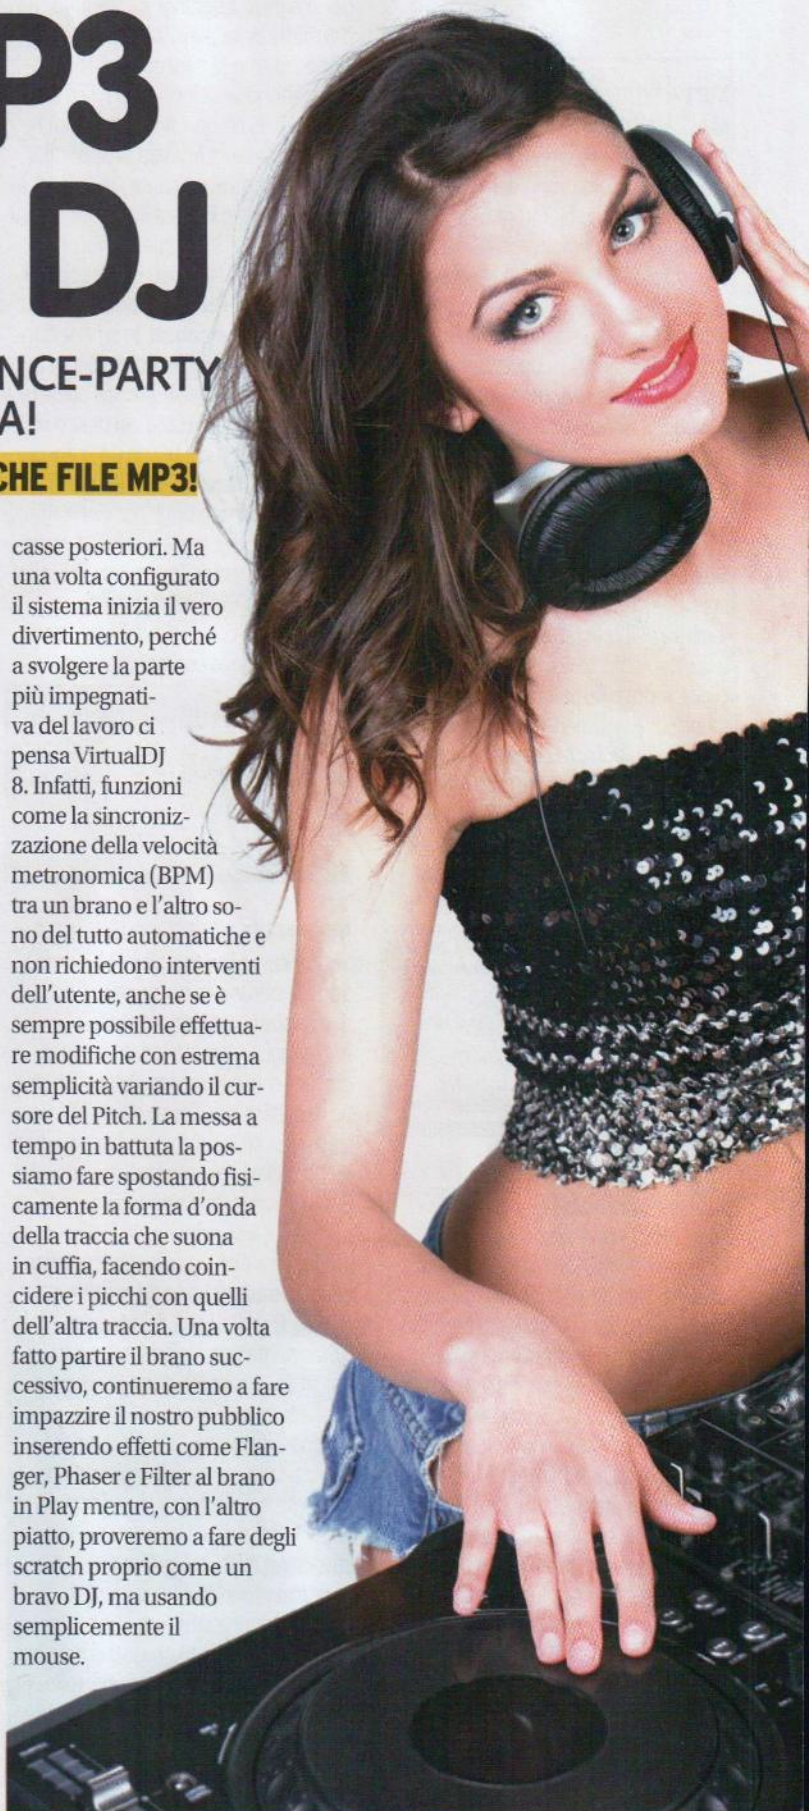 P3
DJ
NCE-PARTY
A!
CHE FILE MP3!
casse posteriori. Ma
una volta configurato
il sistema inizia il vero
divertimento, perché
a svolgere la parte
più impegnati-
va del lavoro ci
pensa VirtualDJ
8. Infatti, funzioni
come la sincroniz-
zazione della velocità
metronomica (BPM)
tra un brano e l'altro so-
no del tutto automatiche e
non richiedono interventi
dell'utente, anche se è
sempre possibile effettua-
re modifiche con estrema
semplicità variando il cur-
sore del Pitch. La messa a
tempo in battuta la pos-
siamo fare spostando fisi-
camente la forma d'onda
della traccia che suona
in cuffia, facendo coin-
cidere i picchi con quelli
dell'altra traccia. Una volta
fatto partire il brano suc-
cessivo, continueremo a fare
impazzire il nostro pubblico
inserendo effetti come Flan-
ger, Phaser e Filter al brano
in Play mentre, con l'altro
piatto, proveremo a fare degli
scratch proprio come un
bravo DJ, ma usando
semplicemente il
mouse.